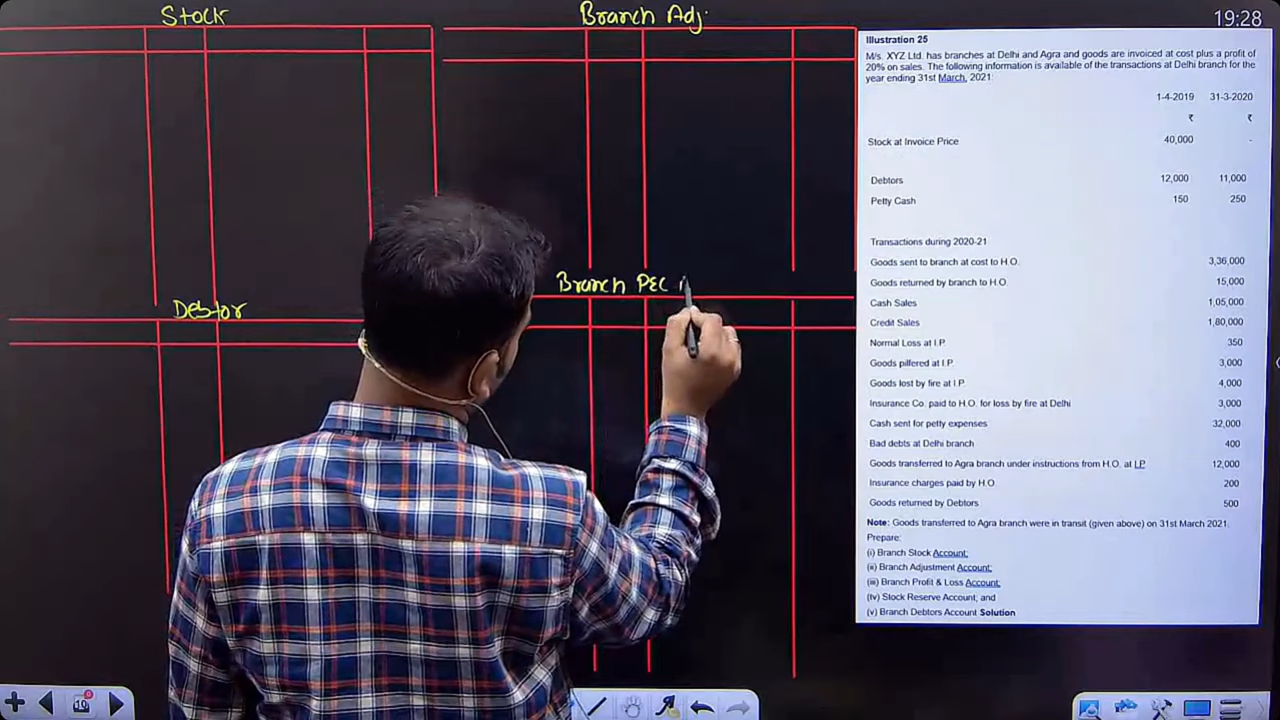 Stock
Branch Adj.
19:28
Debtor
Branch P&L
Illustration 25
M/s. XYZ Ltd. has branches at Delhi and Agra and goods are invoiced at cost plus a profit of
20% on sales. The following information is available of the transactions at Delhi branch for the
year ending 31st March, 2021:
1-4-2019 31-3-2020
₹ ₹
Stock at Invoice Price 40,000 -
Debtors 12,000 11,000
Petty Cash 150 250
Transactions during 2020-21
Goods sent to branch at cost to H.O. 3,36,000
Goods returned by branch to H.O. 15,000
Cash Sales 1,05,000
Credit Sales 1,80,000
Normal Loss at I.P. 350
Goods pilfered at I.P. 3,000
Goods lost by fire at I.P. 4,000
Insurance Co. paid to H.O. for loss by fire at Delhi 3,000
Cash sent for petty expenses 32,000
Bad debts at Delhi branch 400
Goods transferred to Agra branch under instructions from H.O. at I.P 12,000
Insurance charges paid by H.O. 200
Goods returned by Debtors 500
Note: Goods transferred to Agra branch were in transit (given above) on 31st March 2021.
Prepare:
(i) Branch Stock Account;
(ii) Branch Adjustment Account;
(iii) Branch Profit & Loss Account;
(iv) Stock Reserve Account; and
(v) Branch Debtors Account Solution
10
0